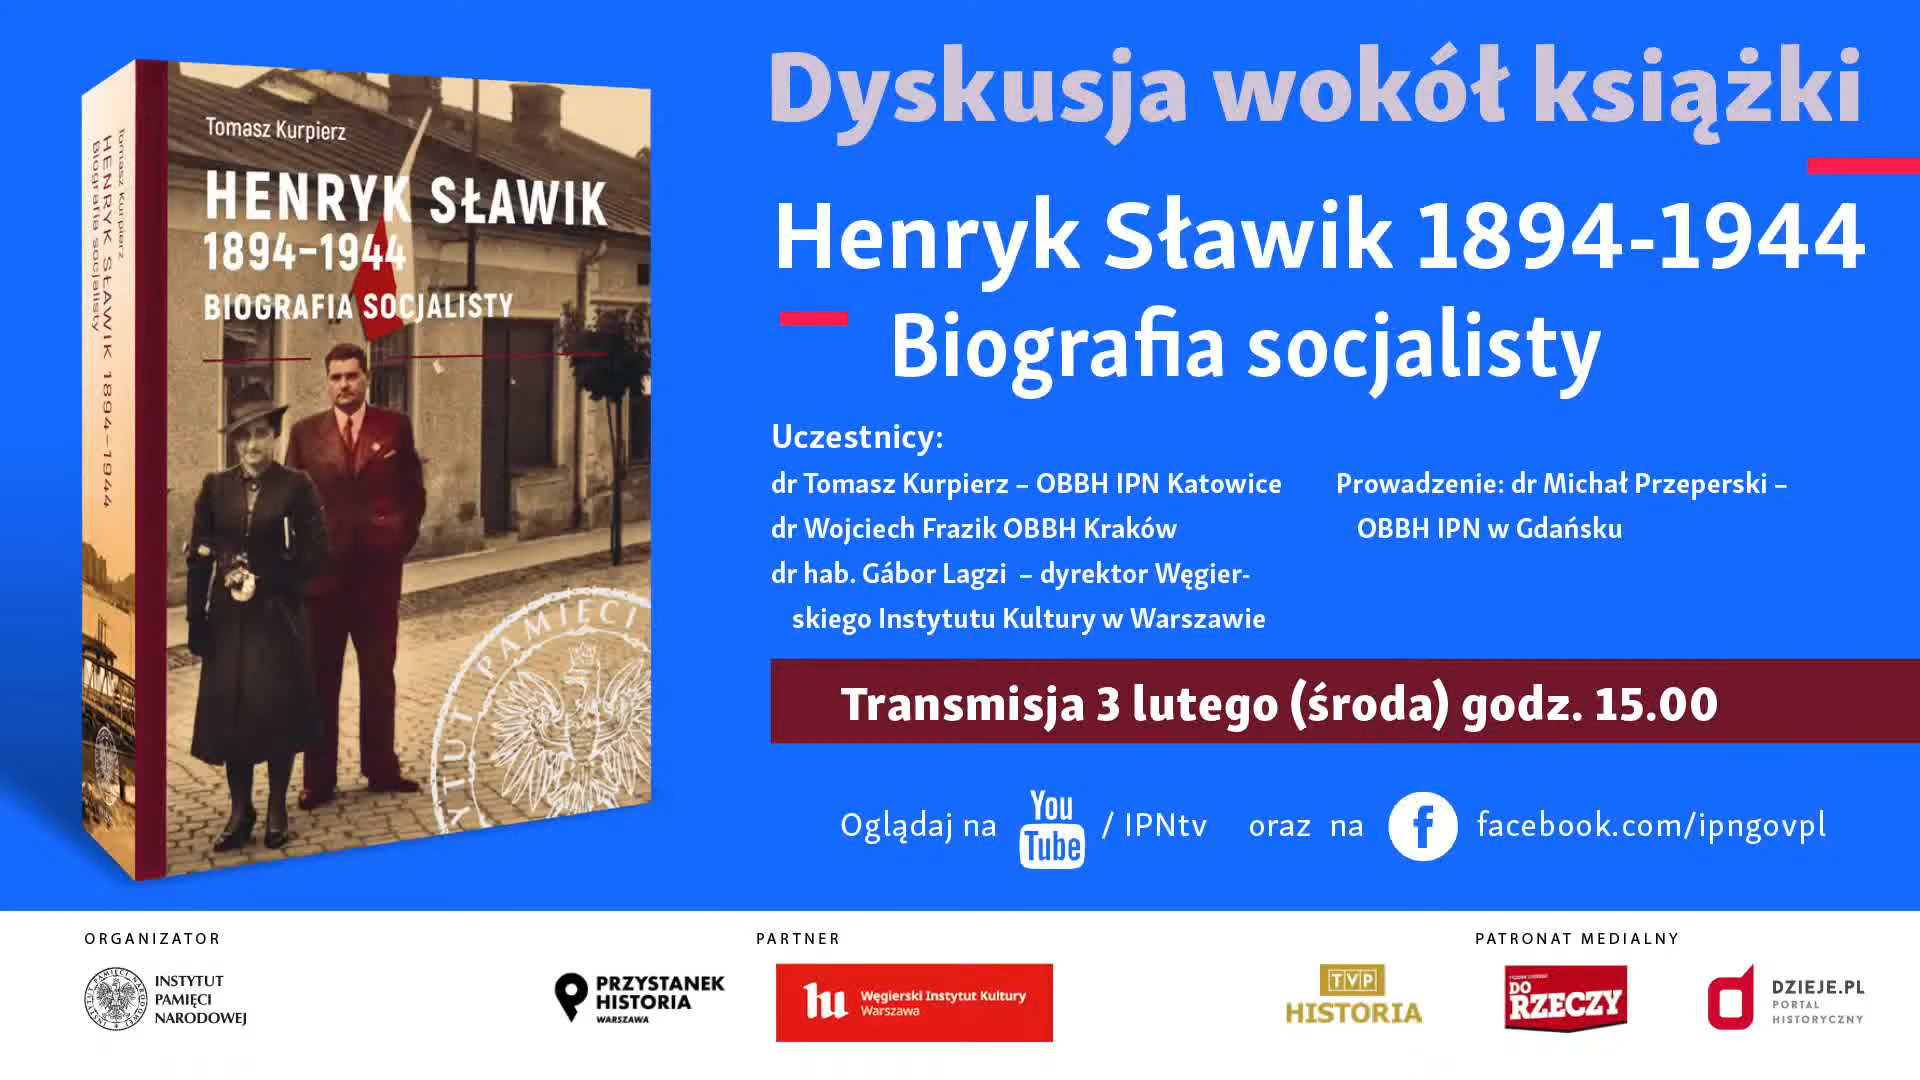 Tomasz Kurpierz
HENRYK SŁAWIK
1894–1944
BIOGRAFIA SOCJALISTY
Tomasz Kurpierz
HENRYK SŁAWIK 1894–1944
Biografia socjalisty
YTUT PAMIĘCI
Dyskusja wokół książki
Henryk Sławik 1894-1944
Biografia socjalisty
Uczestnicy:
dr Tomasz Kurpierz – OBBH IPN Katowice
dr Wojciech Frazik OBBH Kraków
dr hab. Gábor Lagzi – dyrektor Węgier-
skiego Instytutu Kultury w Warszawie
Prowadzenie: dr Michał Przeperski –
OBBH IPN w Gdańsku
Transmisja 3 lutego (środa) godz. 15.00
Oglądaj na You Tube / IPNtv oraz na f facebook.com/ipngovpl
ORGANIZATOR
INSTYTUT
PAMIĘCI
NARODOWEJ
PRZYSTANEK
HISTORIA
WARSZAWA
PARTNER
hu
Węgierski Instytut Kultury
Warszawa
PATRONAT MEDIALNY
TVP
HISTORIA
DO
RZECZY
DZIEJE.PL
PORTAL
HISTORYCZNY